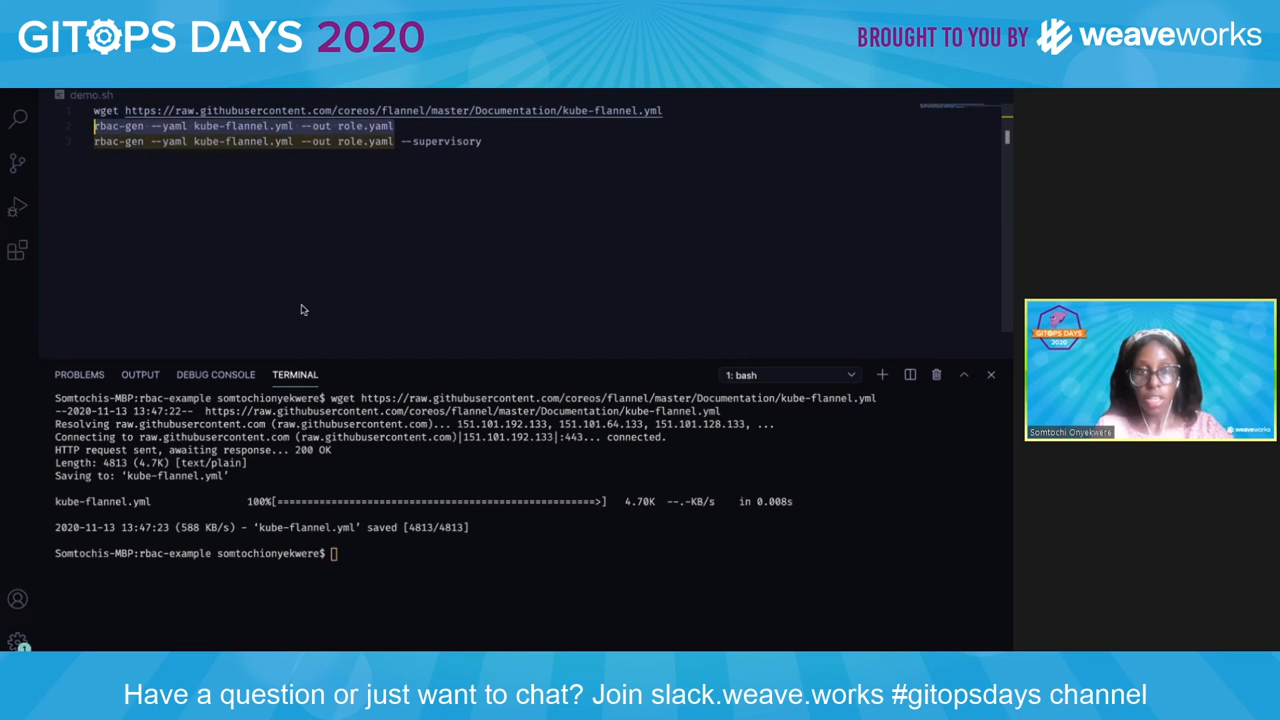 GITOPS DAYS 2020
BROUGHT TO YOU BY weaveworks
demo.sh
1 wget https://raw.githubusercontent.com/coreos/flannel/master/Documentation/kube-flannel.yml
2 rbac-gen --yaml kube-flannel.yml --out role.yaml
3 rbac-gen --yaml kube-flannel.yml --out role.yaml --supervisory
GITOPS DAYS
2020
Somtochi Onyekwere
weaveworks
PROBLEMS OUTPUT DEBUG CONSOLE TERMINAL 1: bash
Somtochis-MBP:rbac-example somtochionyekwere$ wget https://raw.githubusercontent.com/coreos/flannel/master/Documentation/kube-flannel.yml
--2020-11-13 13:47:22-- https://raw.githubusercontent.com/coreos/flannel/master/Documentation/kube-flannel.yml
Resolving raw.githubusercontent.com (raw.githubusercontent.com)... 151.101.192.133, 151.101.64.133, 151.101.128.133, ...
Connecting to raw.githubusercontent.com (raw.githubusercontent.com)|151.101.192.133|:443... connected.
HTTP request sent, awaiting response... 200 OK
Length: 4813 (4.7K) [text/plain]
Saving to: ‘kube-flannel.yml’
kube-flannel.yml 100%[=================================================>] 4.70K --.-KB/s in 0.008s
2020-11-13 13:47:23 (588 KB/s) - ‘kube-flannel.yml’ saved [4813/4813]
Somtochis-MBP:rbac-example somtochionyekwere$
1
Have a question or just want to chat? Join slack.weave.works #gitopsdays channel